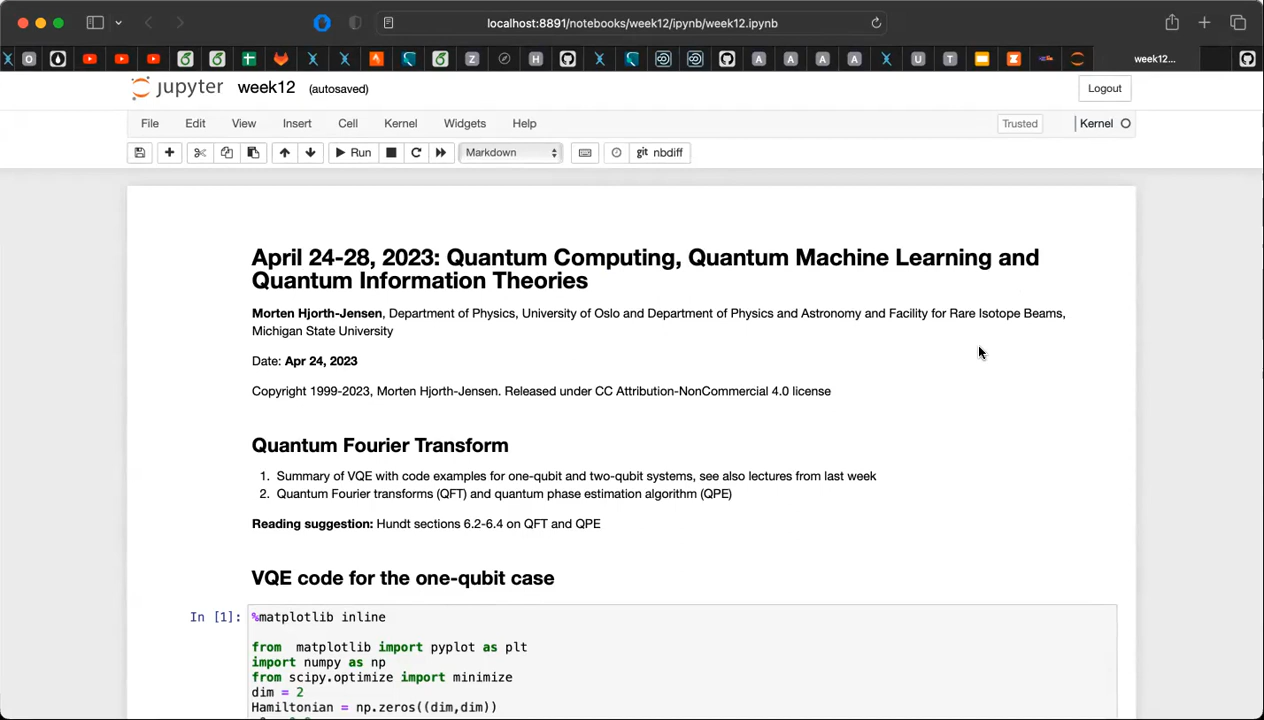 localhost:8891/notebooks/week12/ipynb/week12.ipynb
week12...
jupyter week12 (autosaved)
Logout
File Edit View Insert Cell Kernel Widgets Help
Trusted
Kernel
Run
Markdown
git nbdiff
April 24-28, 2023: Quantum Computing, Quantum Machine Learning and
Quantum Information Theories
Morten Hjorth-Jensen, Department of Physics, University of Oslo and Department of Physics and Astronomy and Facility for Rare Isotope Beams,
Michigan State University
Date: Apr 24, 2023
Copyright 1999-2023, Morten Hjorth-Jensen. Released under CC Attribution-NonCommercial 4.0 license
Quantum Fourier Transform
1. Summary of VQE with code examples for one-qubit and two-qubit systems, see also lectures from last week
2. Quantum Fourier transforms (QFT) and quantum phase estimation algorithm (QPE)
Reading suggestion: Hundt sections 6.2-6.4 on QFT and QPE
VQE code for the one-qubit case
In [1]:
%matplotlib inline
from  matplotlib import pyplot as plt
import numpy as np
from scipy.optimize import minimize
dim = 2
Hamiltonian = np.zeros((dim,dim))